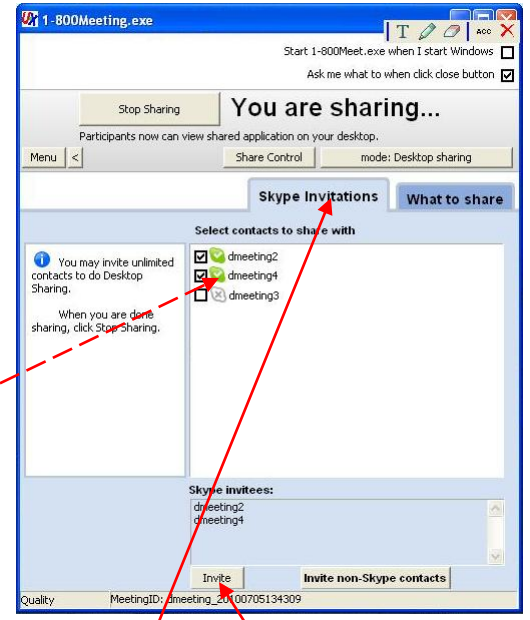 1-800Meeting.exe
T acc X
Start 1-800Meet.exe when I start Windows
Ask me what to when click close button
Stop Sharing You are sharing...
Participants now can view shared application on your desktop.
Menu < Share Control mode: Desktop sharing
Skype Invitations What to share
Select contacts to share with
You may invite unlimited
contacts to do Desktop
Sharing.
When you are done
sharing, click Stop Sharing.
dmeeting2
dmeeting4
dmeeting3
Skype invitees:
dmeeting2
dmeeting4
Invite Invite non-Skype contacts
Quality MeetingID: dmeeting_20100705134309